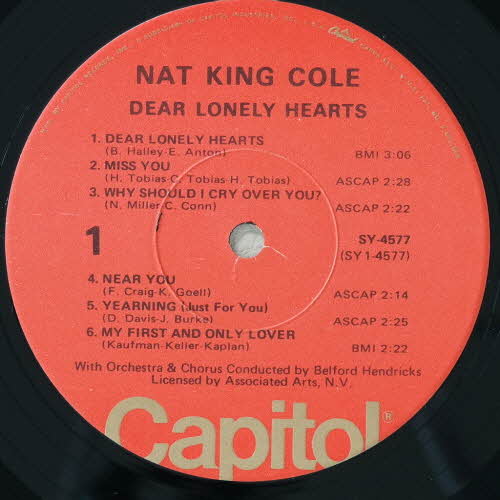 NAT KING COLE
DEAR LONELY HEARTS
1. DEAR LONELY HEARTS
(B. Halley-E. Anton) BMI 3:06
2. MISS YOU
(H. Tobias-C. Tobias-H. Tobias) ASCAP 2:28
3. WHY SHOULD I CRY OVER YOU?
(N. Miller-C. Conn) ASCAP 2:22
1
SY-4577
(SY 1-4577)
4. NEAR YOU
(F. Craig-K. Goell) ASCAP 2:14
5. YEARNING (Just For You)
(D. Davis-J. Burke) ASCAP 2:25
6. MY FIRST AND ONLY LOVER
(Kaufman-Keller-Kaplan) BMI 2:22
With Orchestra & Chorus Conducted by Belford Hendricks
Licensed by Associated Arts, N.V.
Capitol®